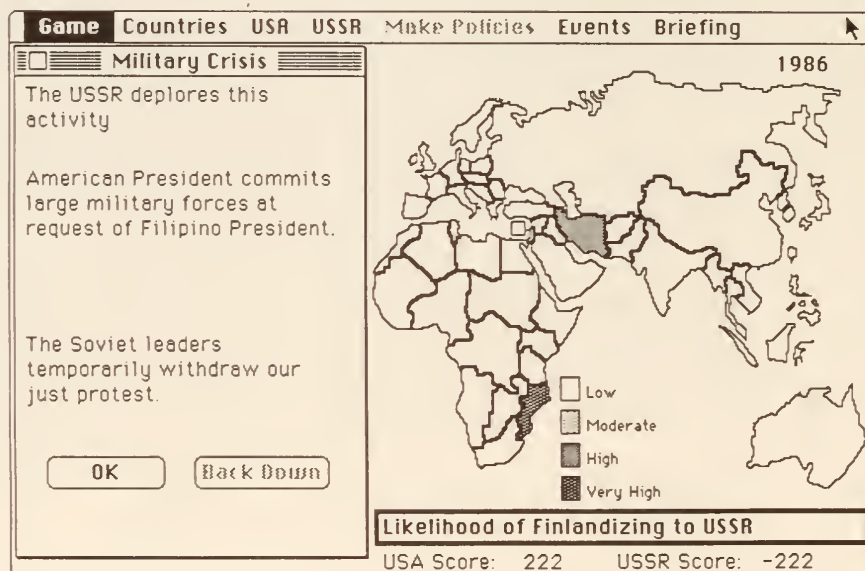 Game Countries USA USSR Make Policies Events Briefing
Military Crisis
The USSR deplores this
activity
American President commits
large military forces at
request of Filipino President.
The Soviet leaders
temporarily withdraw our
just protest.
OK Back Down
1986
Low
Moderate
High
Very High
Likelihood of Finlandizing to USSR
USA Score: 222 USSR Score: -222